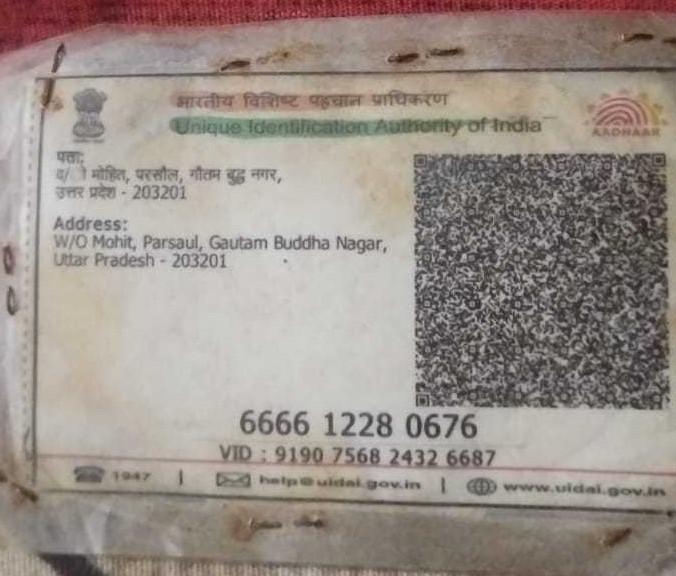 भारतीय विशिष्ट पहचान प्राधिकरण
Unique Identification Authority of India
AADHAAR
पता:
मोहित, परसौल, गौतम बुद्ध नगर,
उत्तर प्रदेश - 203201
Address:
W/O Mohit, Parsaul, Gautam Buddha Nagar,
Uttar Pradesh - 203201
6666 1228 0676
VID : 9190 7568 2432 6687
1947 | help@uidai.gov.in | www.uidai.gov.in